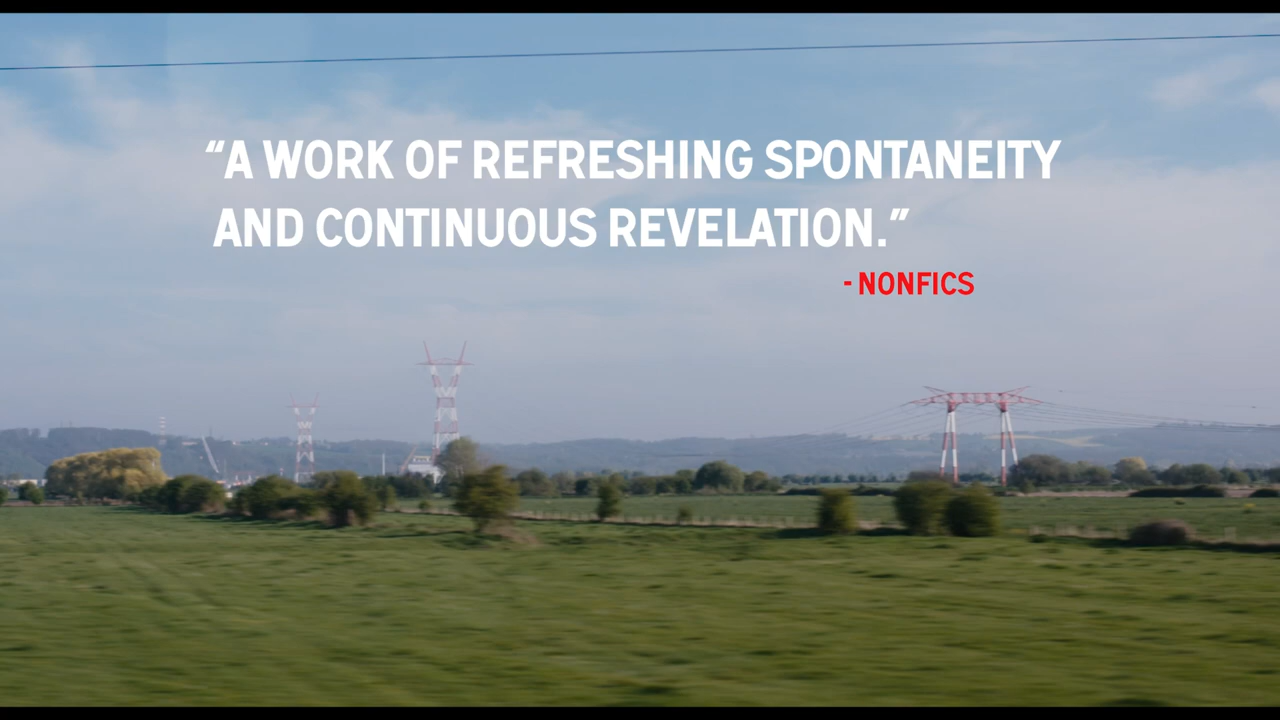 “A WORK OF REFRESHING SPONTANEITY
AND CONTINUOUS REVELATION.”
- NONFICS